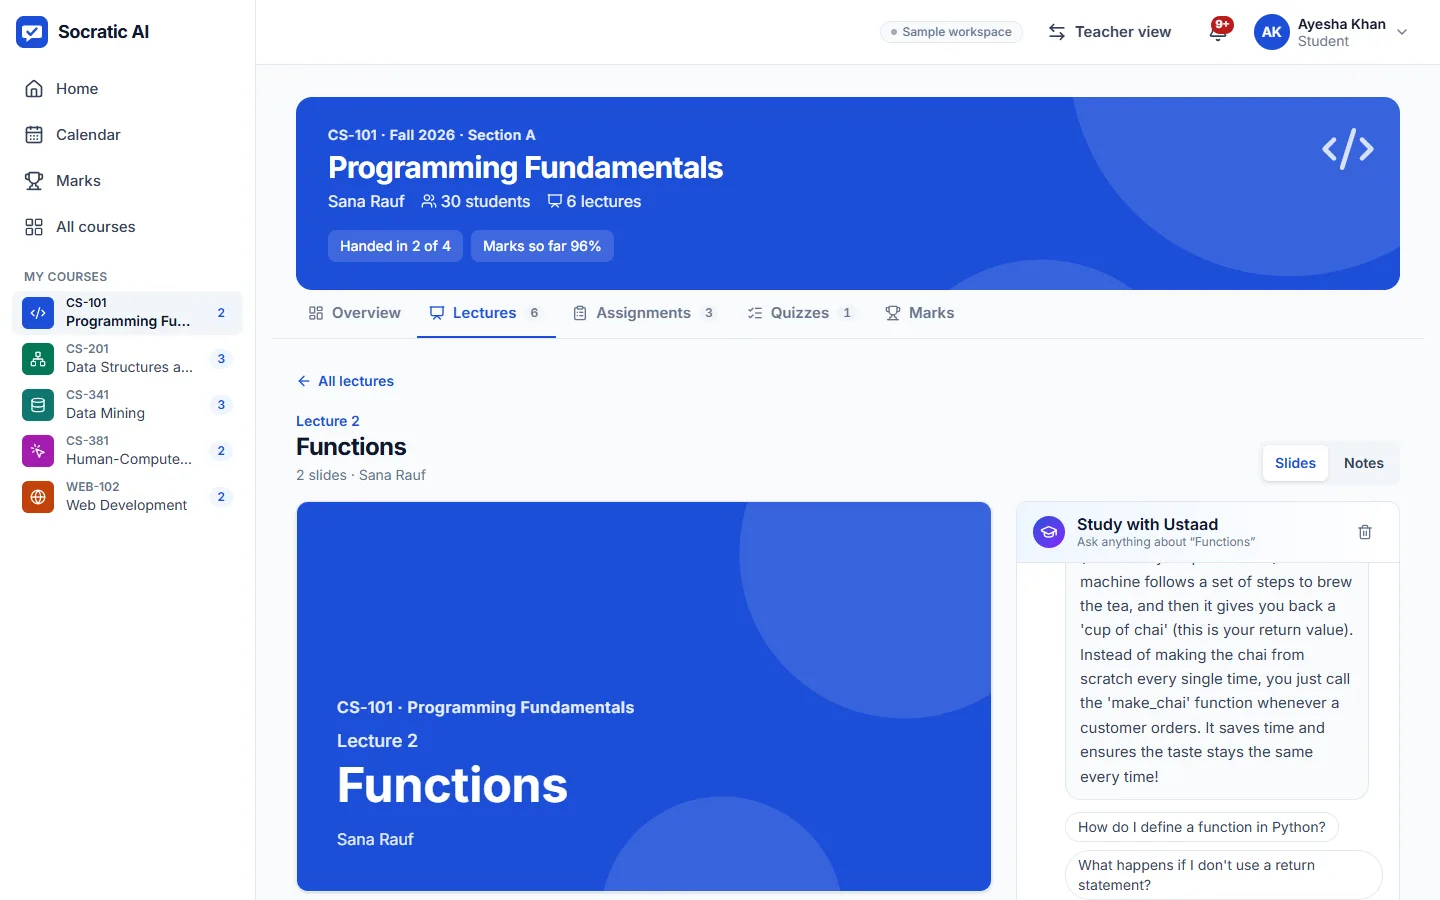 Socratic AI
Sample workspace
Teacher view
9+
AK
Ayesha Khan
Student
Home
Calendar
Marks
All courses
MY COURSES
CS-101
Programming Fu...
2
CS-201
Data Structures a...
3
CS-341
Data Mining
3
CS-381
Human-Compute...
2
WEB-102
Web Development
2
CS-101 · Fall 2026 · Section A
Programming Fundamentals
Sana Rauf 30 students 6 lectures
Handed in 2 of 4 Marks so far 96%
Overview Lectures 6 Assignments 3 Quizzes 1 Marks
All lectures
Lecture 2
Functions
2 slides · Sana Rauf
Slides Notes
CS-101 · Programming Fundamentals
Lecture 2
Functions
Sana Rauf
Study with Ustaad
Ask anything about “Functions”
machine follows a set of steps to brew
the tea, and then it gives you back a
'cup of chai' (this is your return value).
Instead of making the chai from
scratch every single time, you just call
the 'make_chai' function whenever a
customer orders. It saves time and
ensures the taste stays the same
every time!
How do I define a function in Python?
What happens if I don't use a return
statement?